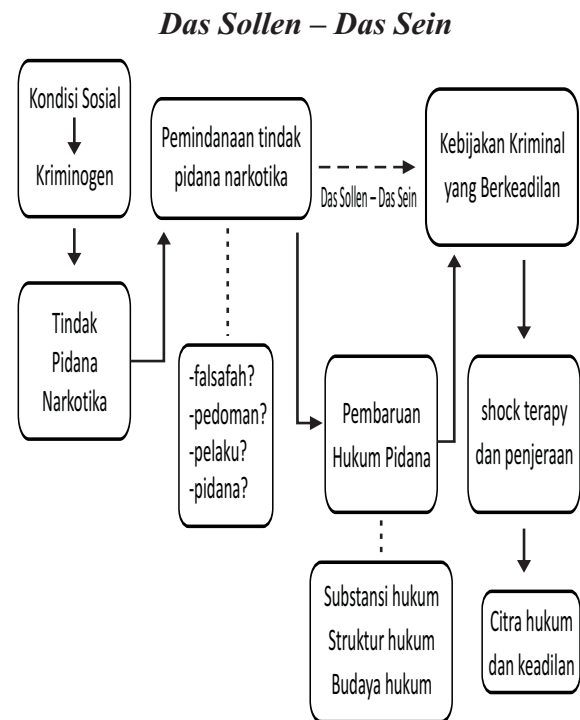 Das Sollen – Das Sein
Kondisi Sosial
Kriminogen
Tindak
Pidana
Narkotika
Pemindanaan tindak
pidana narkotika
-falsafah?
-pedoman?
-pelaku?
-pidana?
Das Sollen – Das Sein
Pembaruan
Hukum Pidana
Substansi hukum
Struktur hukum
Budaya hukum
Kebijakan Kriminal
yang Berkeadilan
shock terapy
dan penjeraan
Citra hukum
dan keadilan